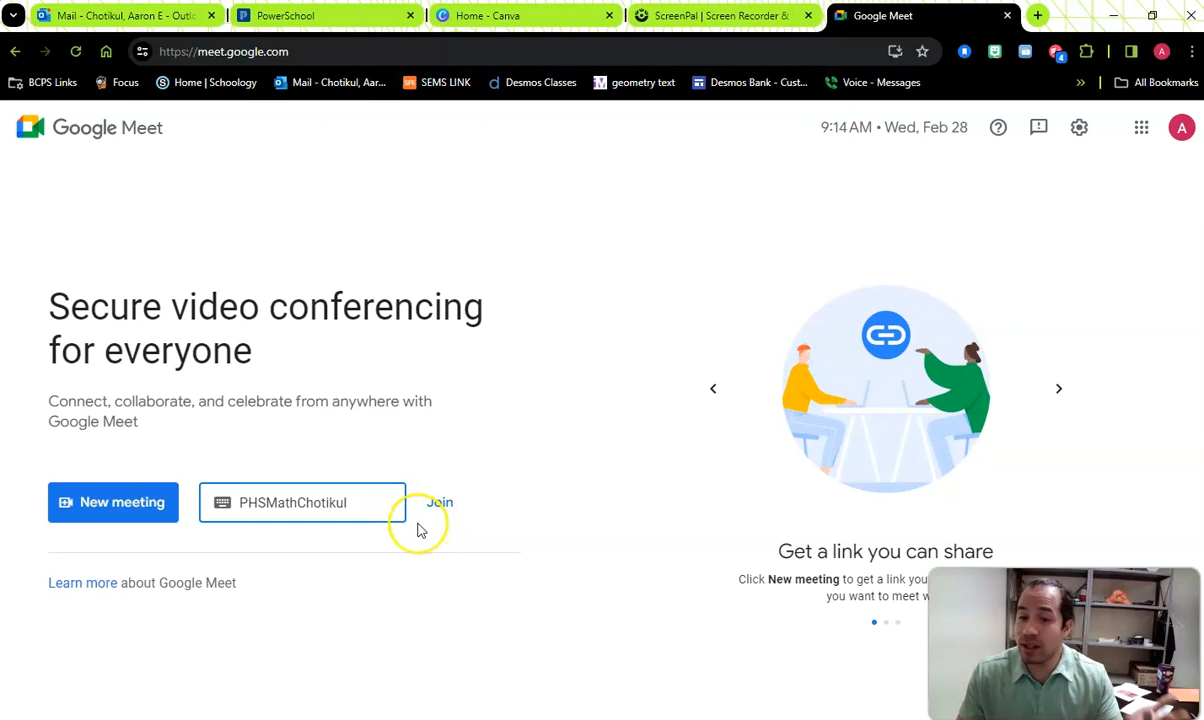 Mail - Chotikul, Aaron E - Outlo
PowerSchool
Home - Canva
ScreenPal | Screen Recorder &
Google Meet
https://meet.google.com
4
A
BCPS Links
Focus
Home | Schoology
Mail - Chotikul, Aar...
SEMS LINK
Desmos Classes
geometry text
Desmos Bank - Cust...
Voice - Messages
»
All Bookmarks
Google Meet
9:14 AM • Wed, Feb 28
A
Secure video conferencing
for everyone
Connect, collaborate, and celebrate from anywhere with
Google Meet
New meeting
PHSMathChotikul
Join
Learn more about Google Meet
Get a link you can share
Click New meeting to get a link you
you want to meet w